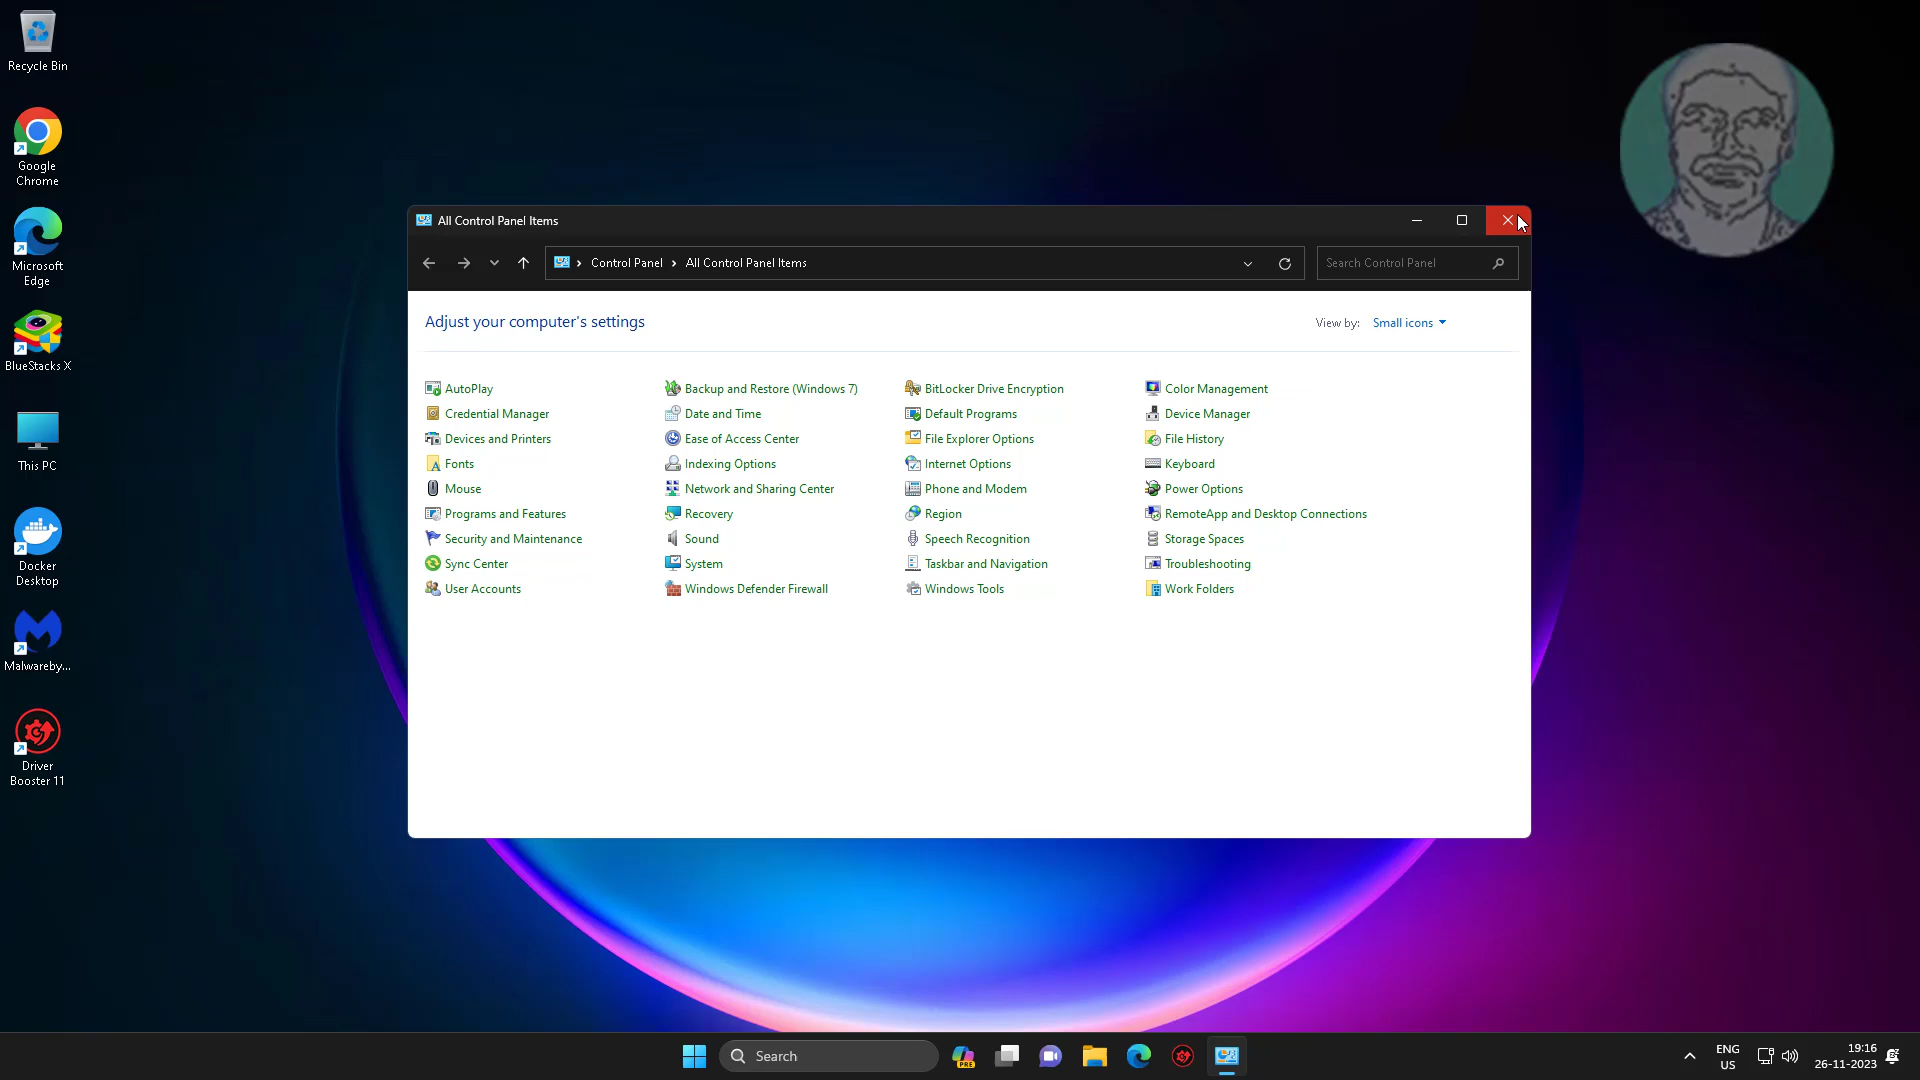 Recycle Bin
Google
Chrome
Microsoft
Edge
BlueStacks X
This PC
Docker
Desktop
Malwareby...
Driver
Booster 11
All Control Panel Items
Control Panel
All Control Panel Items
Search Control Panel
Adjust your computer's settings
View by: Small icons
AutoPlay
Backup and Restore (Windows 7)
BitLocker Drive Encryption
Color Management
Credential Manager
Date and Time
Default Programs
Device Manager
Devices and Printers
Ease of Access Center
File Explorer Options
File History
Fonts
Indexing Options
Internet Options
Keyboard
Mouse
Network and Sharing Center
Phone and Modem
Power Options
Programs and Features
Recovery
Region
RemoteApp and Desktop Connections
Security and Maintenance
Sound
Speech Recognition
Storage Spaces
Sync Center
System
Taskbar and Navigation
Troubleshooting
User Accounts
Windows Defender Firewall
Windows Tools
Work Folders
Search
PRE
ENG
US
19:16
26-11-2023